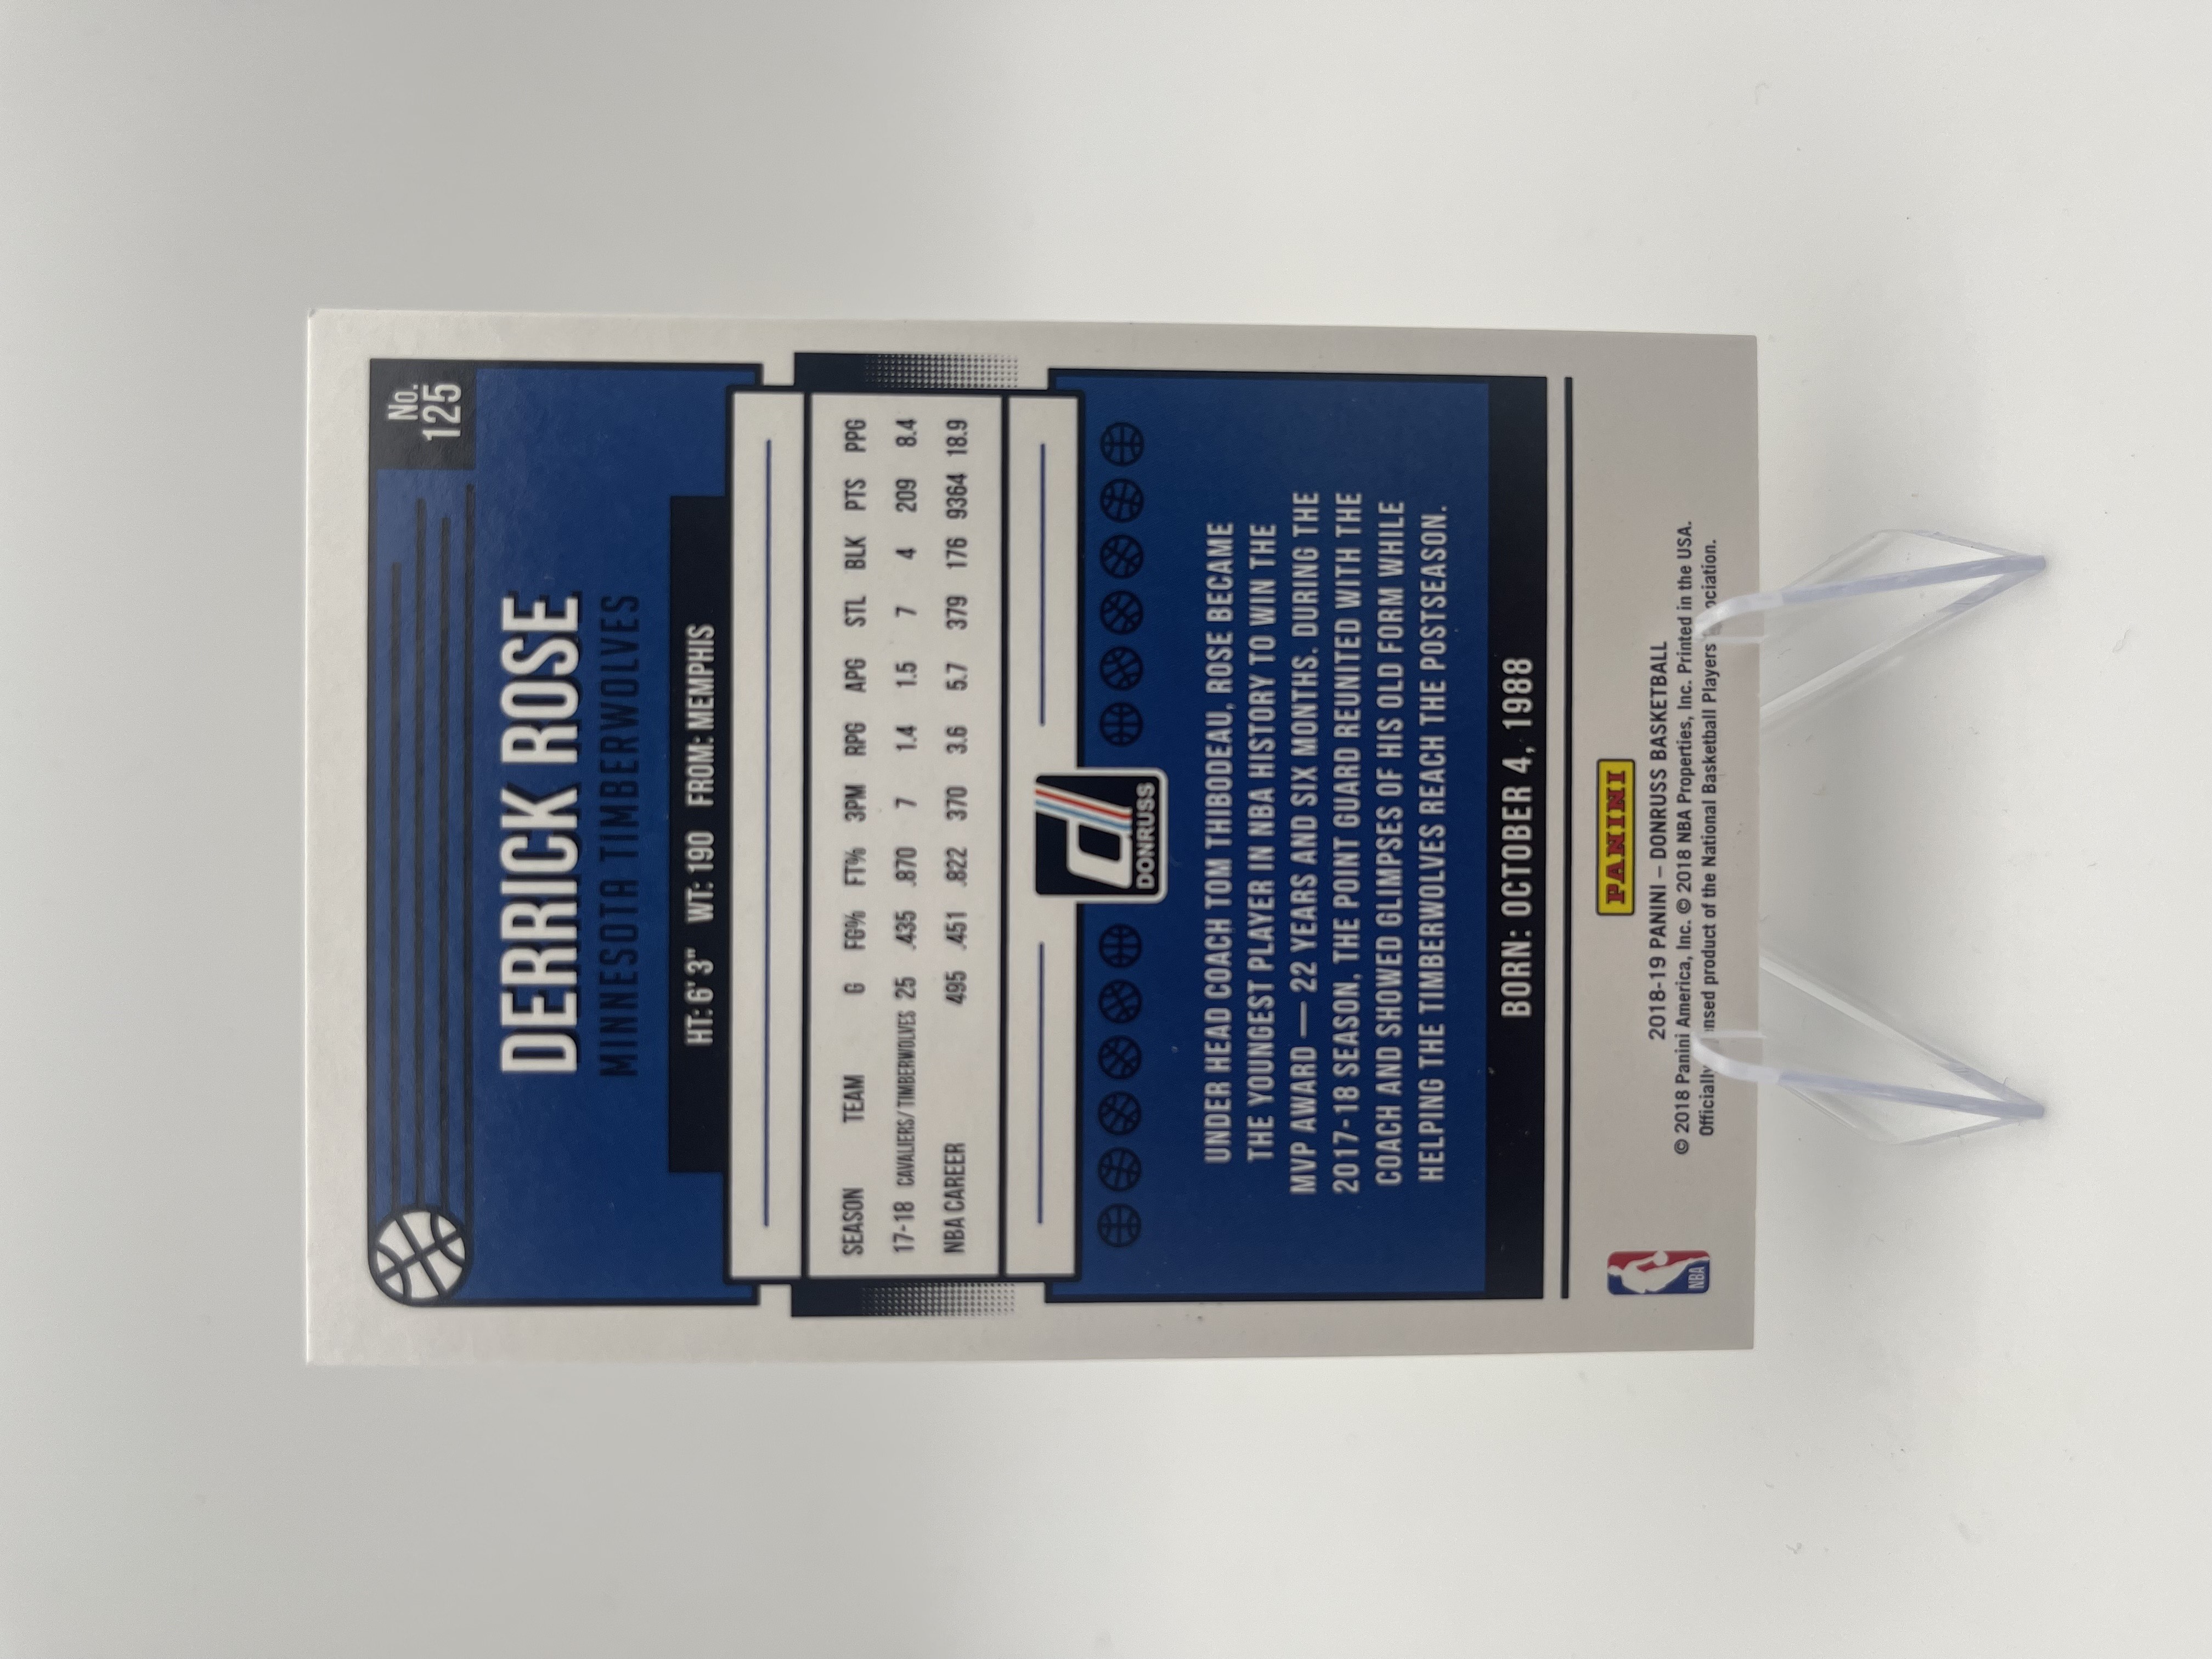 No.
125
DERRICK ROSE
MINNESOTA TIMBERWOLVES
HT: 6' 3" WT: 190 FROM: MEMPHIS
SEASON TEAM G FG% FT% 3PM RPG APG STL BLK PTS PPG
17-18 CAVALIERS/TIMBERWOLVES 25 .435 .870 7 1.4 1.5 7 4 209 8.4
NBA CAREER 495 .451 .822 370 3.6 5.7 379 176 9364 18.9
d
DONRUSS
UNDER HEAD COACH TOM THIBODEAU, ROSE BECAME
THE YOUNGEST PLAYER IN NBA HISTORY TO WIN THE
MVP AWARD — 22 YEARS AND SIX MONTHS. DURING THE
2017-18 SEASON, THE POINT GUARD REUNITED WITH THE
COACH AND SHOWED GLIMPSES OF HIS OLD FORM WHILE
HELPING THE TIMBERWOLVES REACH THE POSTSEASON.
BORN: OCTOBER 4, 1988
NBA
PANINI
2018-19 PANINI – DONRUSS BASKETBALL
© 2018 Panini America, Inc. © 2018 NBA Properties, Inc. Printed in the USA.
Officially product of the National Basketball Players